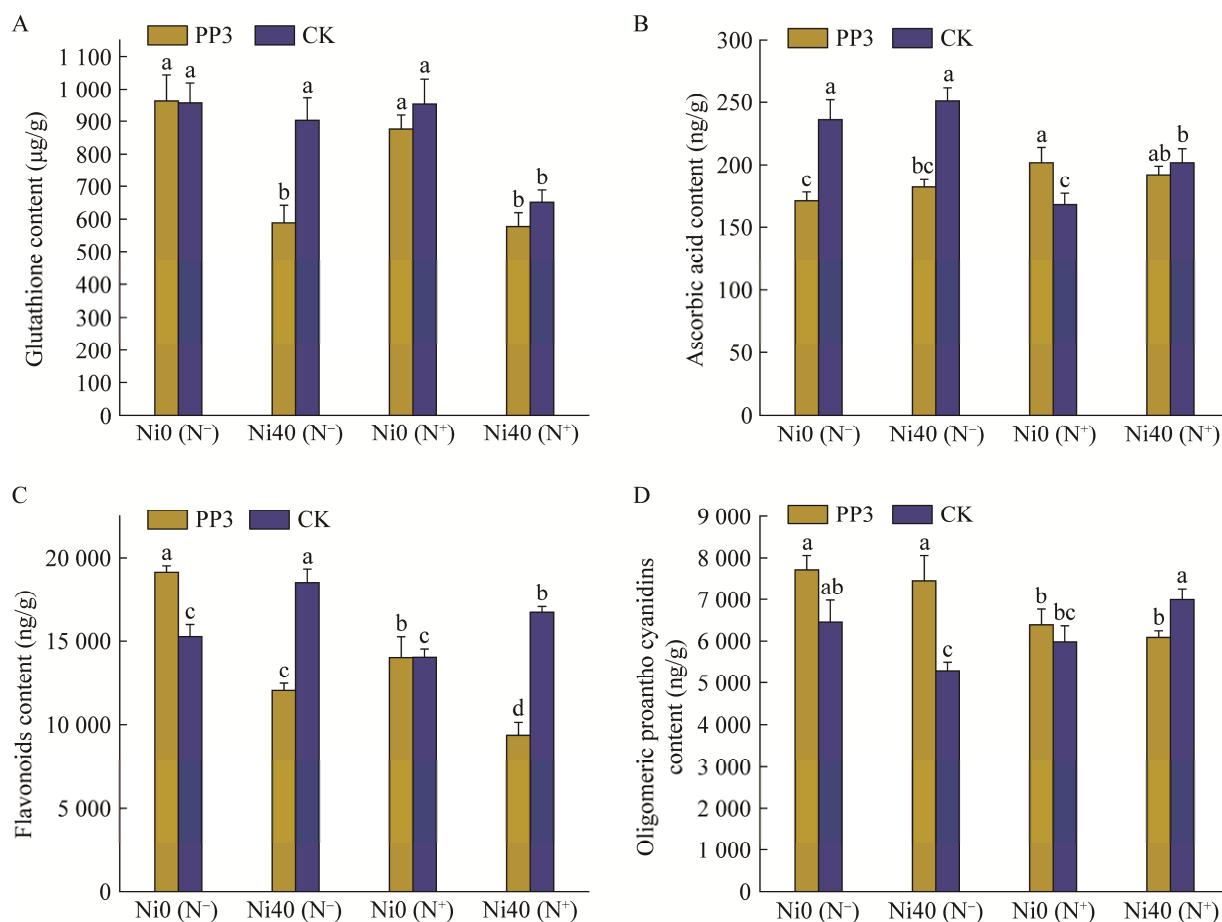 A
PP3 CK
1 100
1 000
900
800
700
600
500
400
300
200
100
0
Glutathione content (μg/g)
a a
b a
a a
b b
Ni0 (N⁻) Ni40 (N⁻) Ni0 (N⁺) Ni40 (N⁺)
B
PP3 CK
300
250
200
150
100
50
0
Ascorbic acid content (ng/g)
c a
bc a
a c
ab b
Ni0 (N⁻) Ni40 (N⁻) Ni0 (N⁺) Ni40 (N⁺)
C
PP3 CK
20 000
15 000
10 000
5 000
0
Flavonoids content (ng/g)
a c
c a
b c
d b
Ni0 (N⁻) Ni40 (N⁻) Ni0 (N⁺) Ni40 (N⁺)
D
PP3 CK
9 000
8 000
7 000
6 000
5 000
4 000
3 000
2 000
1 000
0
Oligomeric proantho cyanidins
content (ng/g)
a ab
a c
b bc
b a
Ni0 (N⁻) Ni40 (N⁻) Ni0 (N⁺) Ni40 (N⁺)